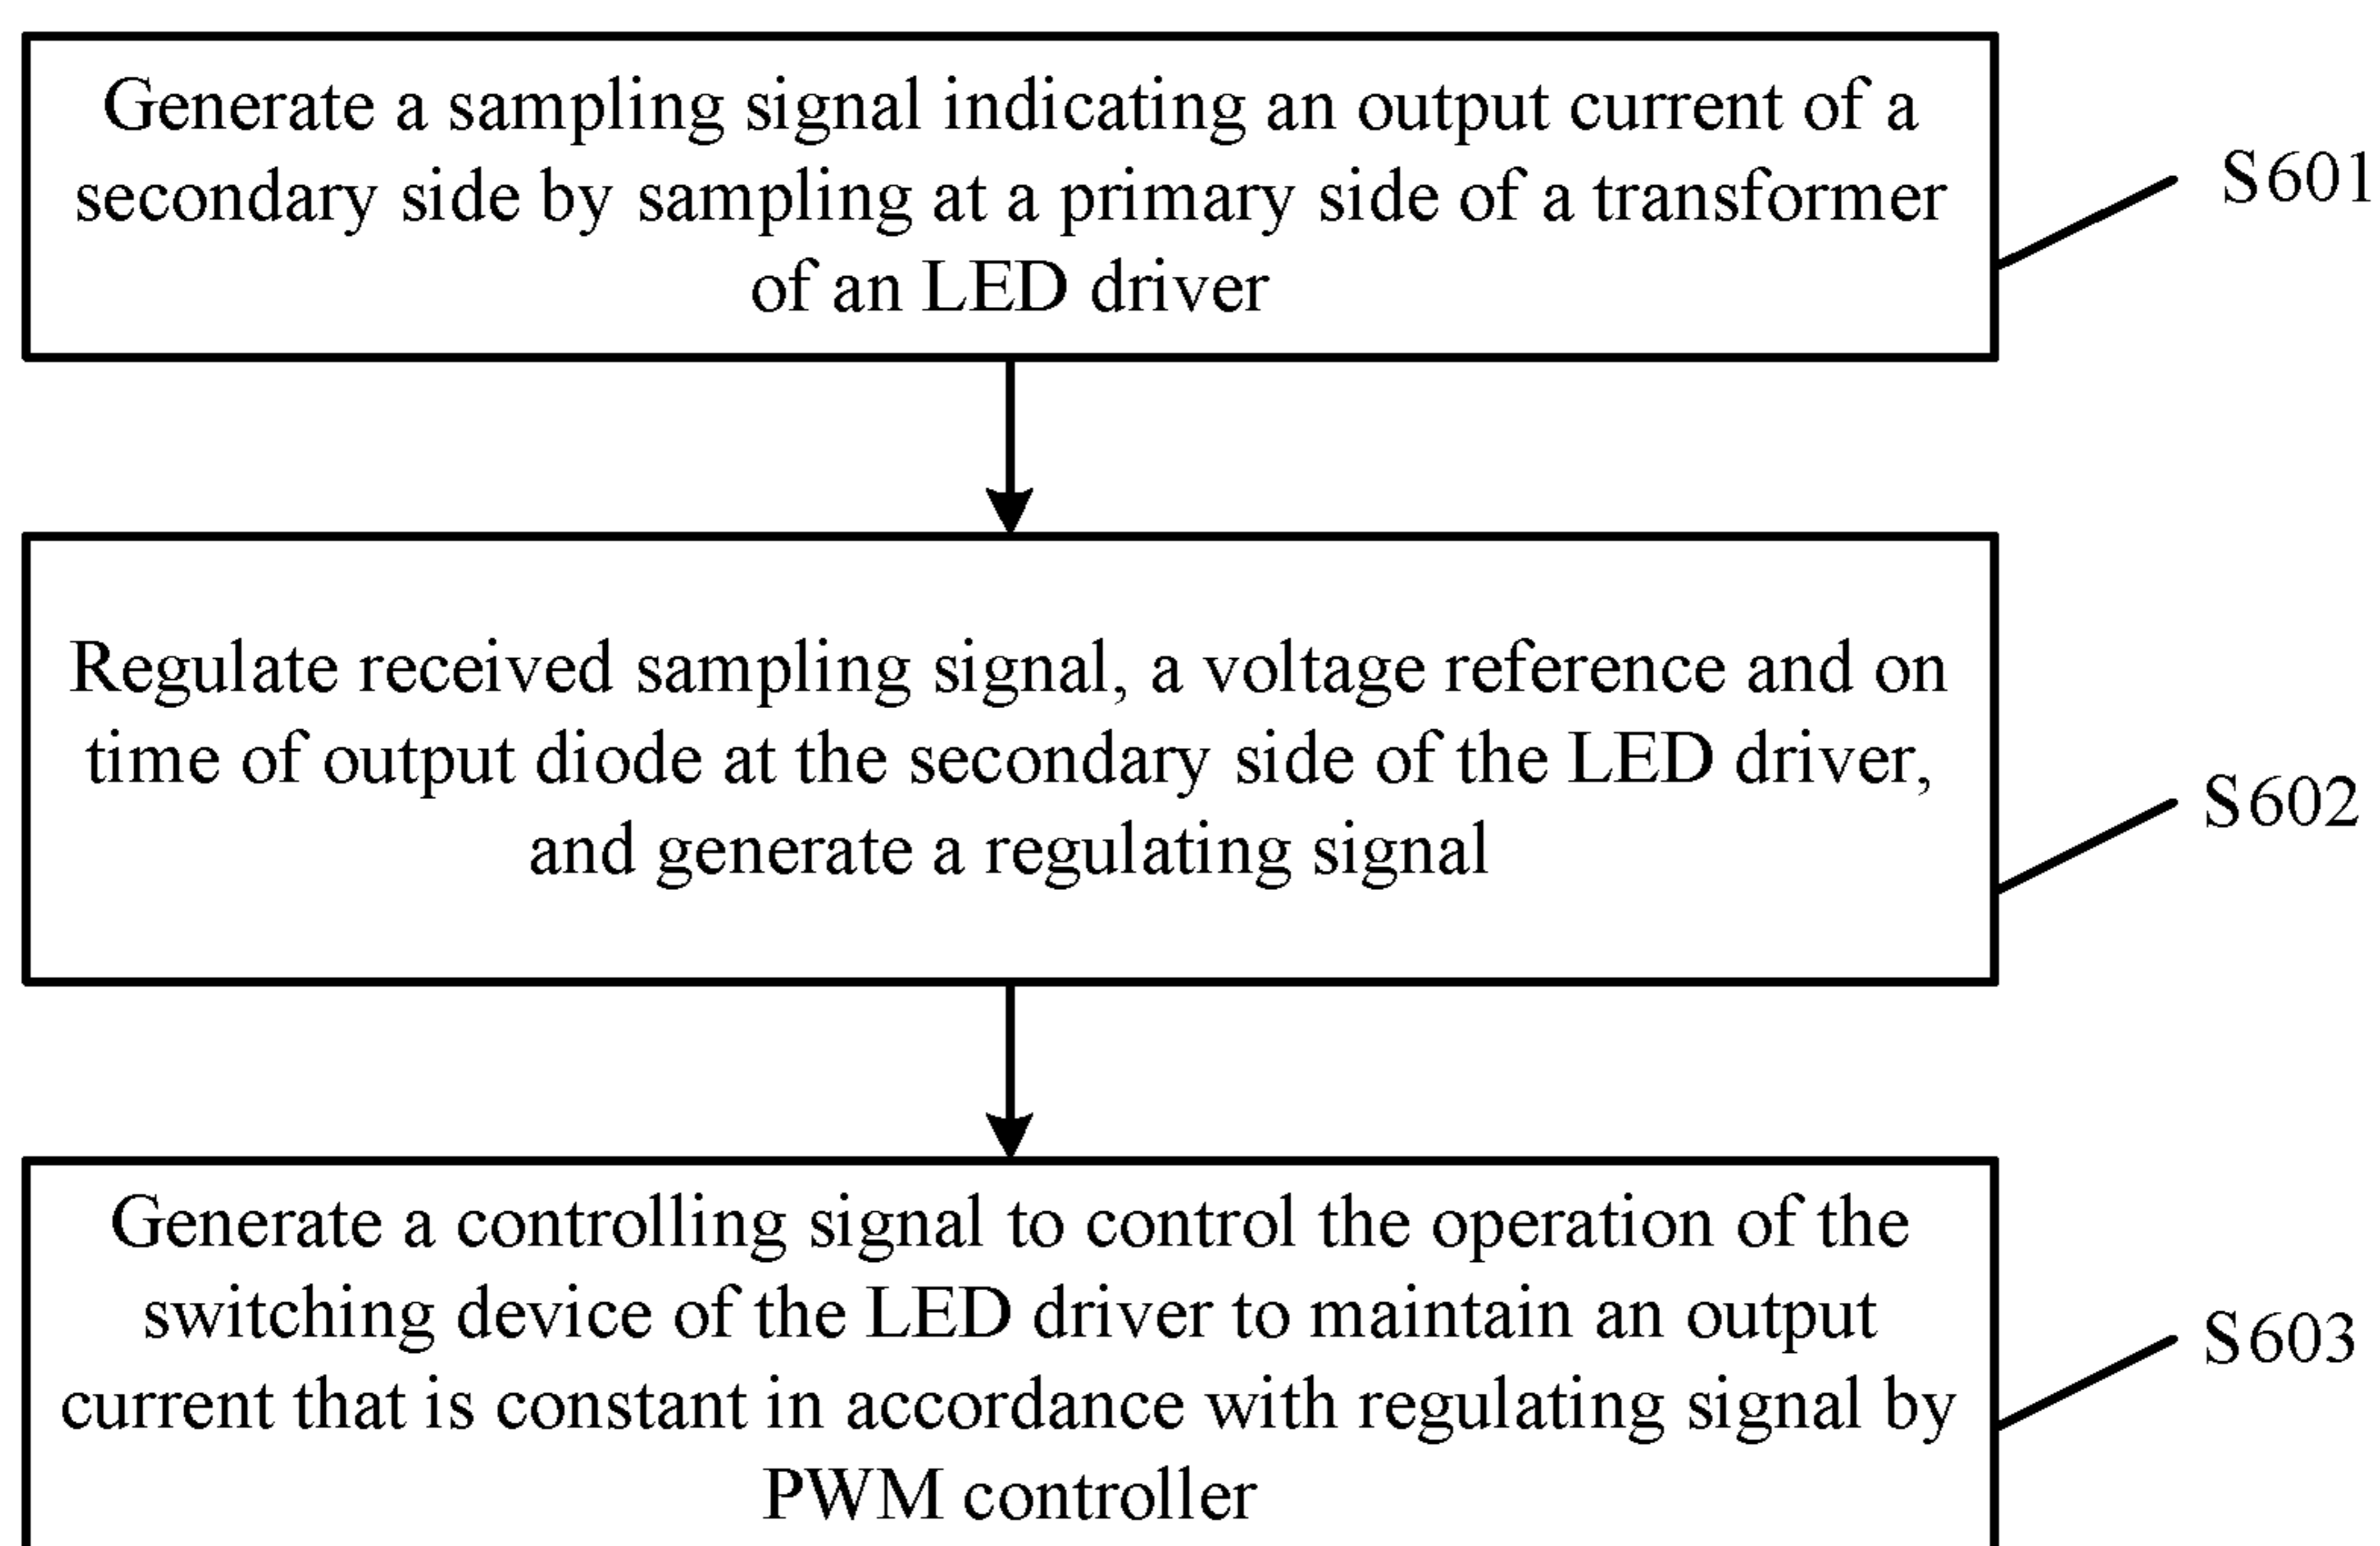 Generate a sampling signal indicating an output current of a
secondary side by sampling at a primary side of a transformer
of an LED driver
S601
Regulate received sampling signal, a voltage reference and on
time of output diode at the secondary side of the LED driver,
and generate a regulating signal
S602
Generate a controlling signal to control the operation of the
switching device of the LED driver to maintain an output
current that is constant in accordance with regulating signal by
PWM controller
S603